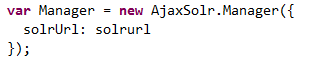 var Manager = new AjaxSolr.Manager({
  solrUrl: solrurl
});